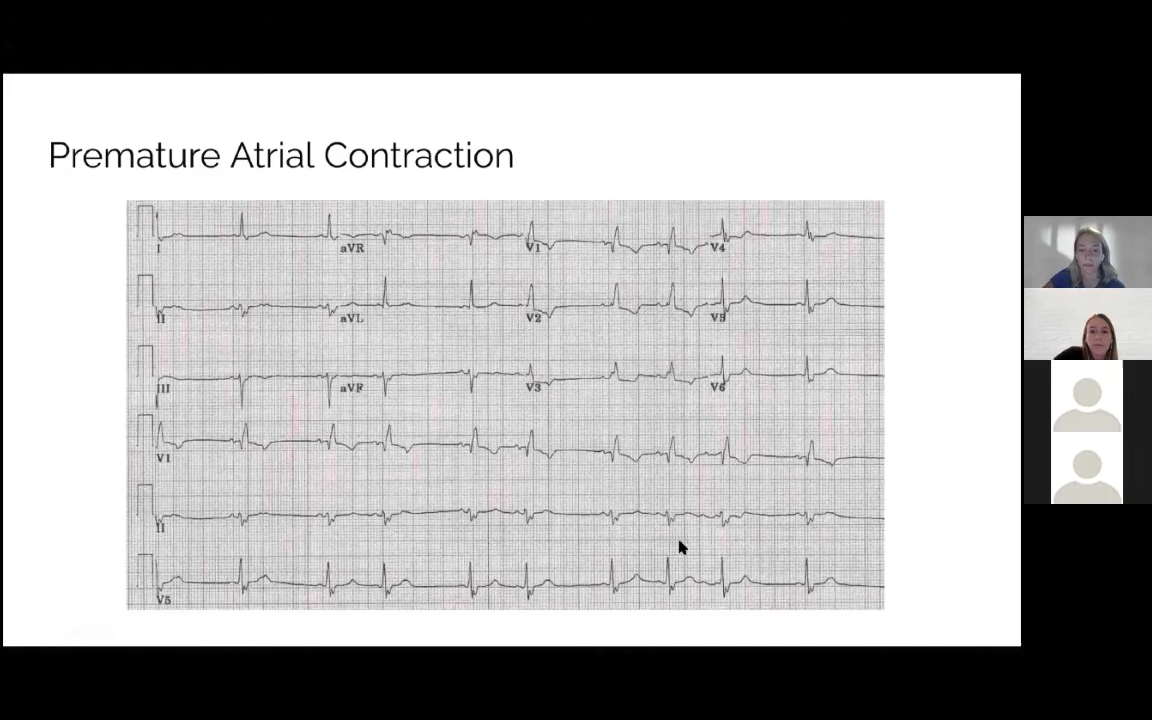 Premature Atrial Contraction
I aVR V1 V4
II aVL V2 V5
III aVF V3 V6
V1
II
V5